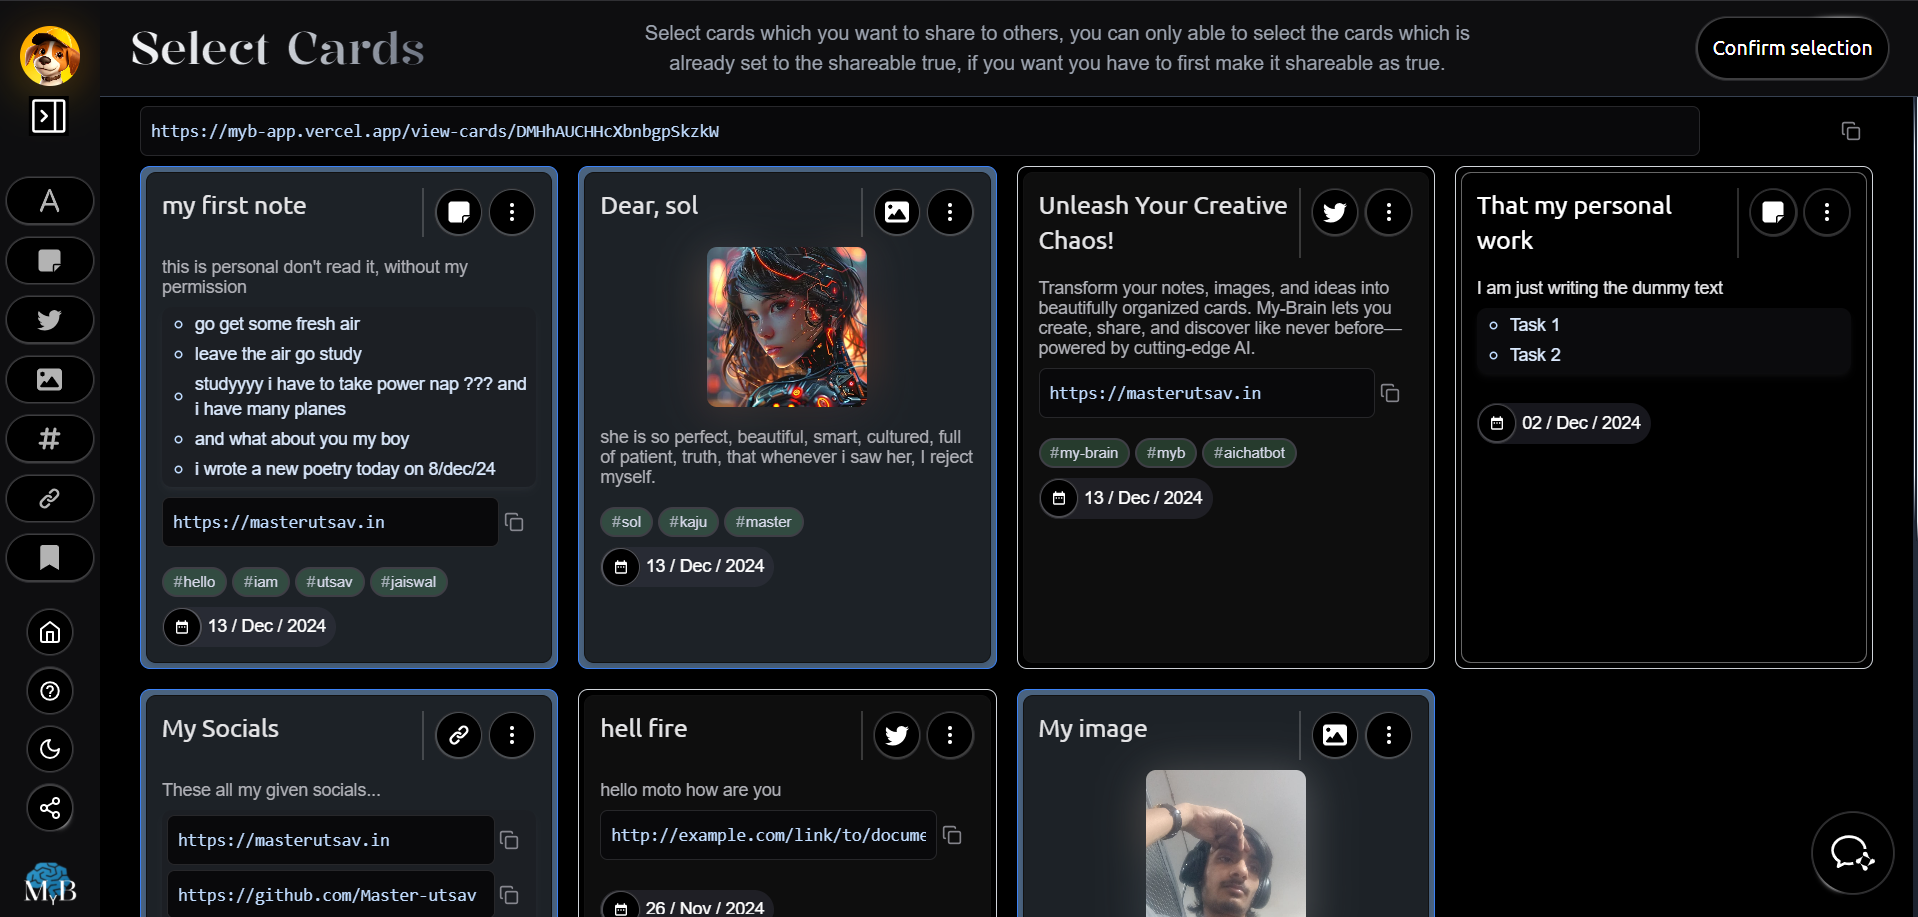 Select Cards
Select cards which you want to share to others, you can only able to select the cards which is
already set to the shareable true, if you want you have to first make it shareable as true.
Confirm selection
https://myb-app.vercel.app/view-cards/DMHhAUCHHcXbnbgpSkzkW
my first note
this is personal don't read it, without my
permission
go get some fresh air
leave the air go study
studyyyy i have to take power nap ??? and
i have many planes
and what about you my boy
i wrote a new poetry today on 8/dec/24
https://masterutsav.in
#hello
#iam
#utsav
#jaiswal
13 / Dec / 2024
Dear, sol
she is so perfect, beautiful, smart, cultured, full
of patient, truth, that whenever i saw her, I reject
myself.
#sol
#kaju
#master
13 / Dec / 2024
Unleash Your Creative
Chaos!
Transform your notes, images, and ideas into
beautifully organized cards. My-Brain lets you
create, share, and discover like never before—
powered by cutting-edge AI.
https://masterutsav.in
#my-brain
#myb
#aichatbot
13 / Dec / 2024
That my personal
work
I am just writing the dummy text
Task 1
Task 2
02 / Dec / 2024
My Socials
These all my given socials...
https://masterutsav.in
https://github.com/Master-utsav
hell fire
hello moto how are you
http://example.com/link/to/docume
26 / Nov / 2024
My image
A
#
MyB